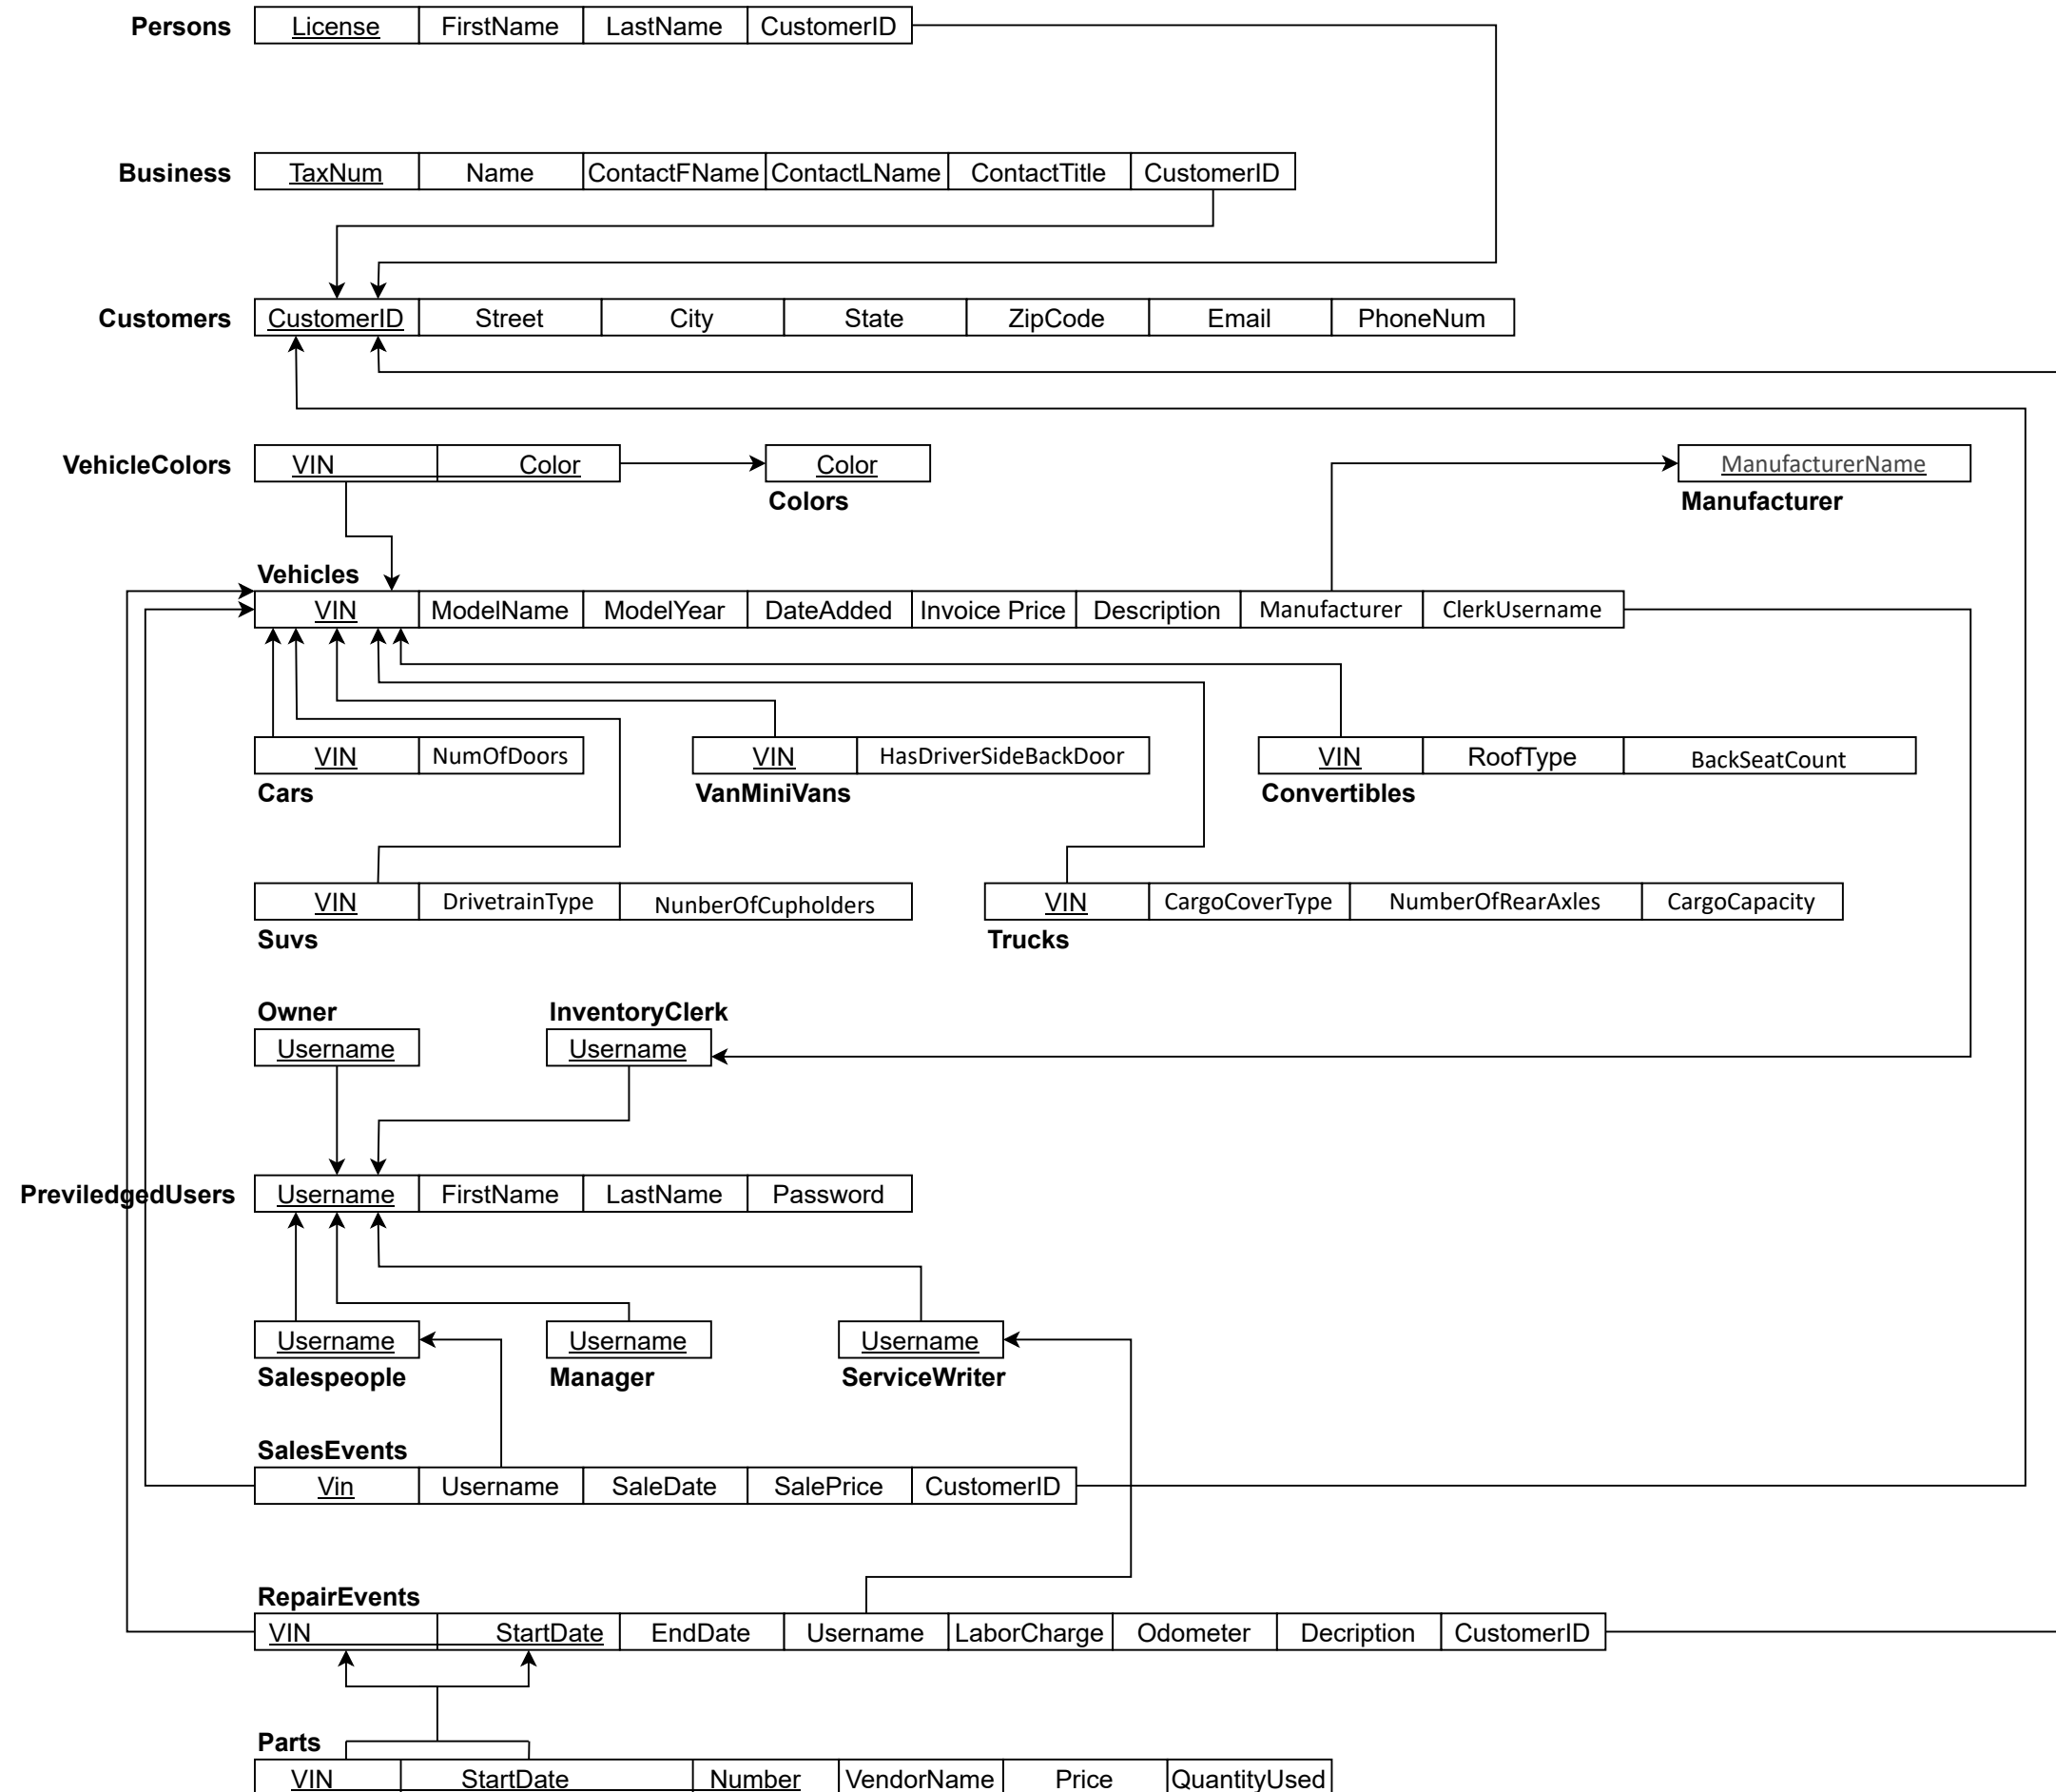 Persons License FirstName LastName CustomerID
Business TaxNum Name ContactFName ContactLName ContactTitle CustomerID
Customers CustomerID Street City State ZipCode Email PhoneNum
VehicleColors VIN Color Color ManufacturerName
Colors Manufacturer
Vehicles
VIN ModelName ModelYear DateAdded Invoice Price Description Manufacturer ClerkUsername
VIN NumOfDoors VIN HasDriverSideBackDoor VIN RoofType BackSeatCount
Cars VanMiniVans Convertibles
VIN DrivetrainType NunberOfCupholders VIN CargoCoverType NumberOfRearAxles CargoCapacity
Suvs Trucks
Owner InventoryClerk
Username Username
PreviledgedUsers Username FirstName LastName Password
Username Username Username
Salespeople Manager ServiceWriter
SalesEvents
Vin Username SaleDate SalePrice CustomerID
RepairEvents
VIN StartDate EndDate Username LaborCharge Odometer Decription CustomerID
Parts
VIN StartDate Number VendorName Price QuantityUsed